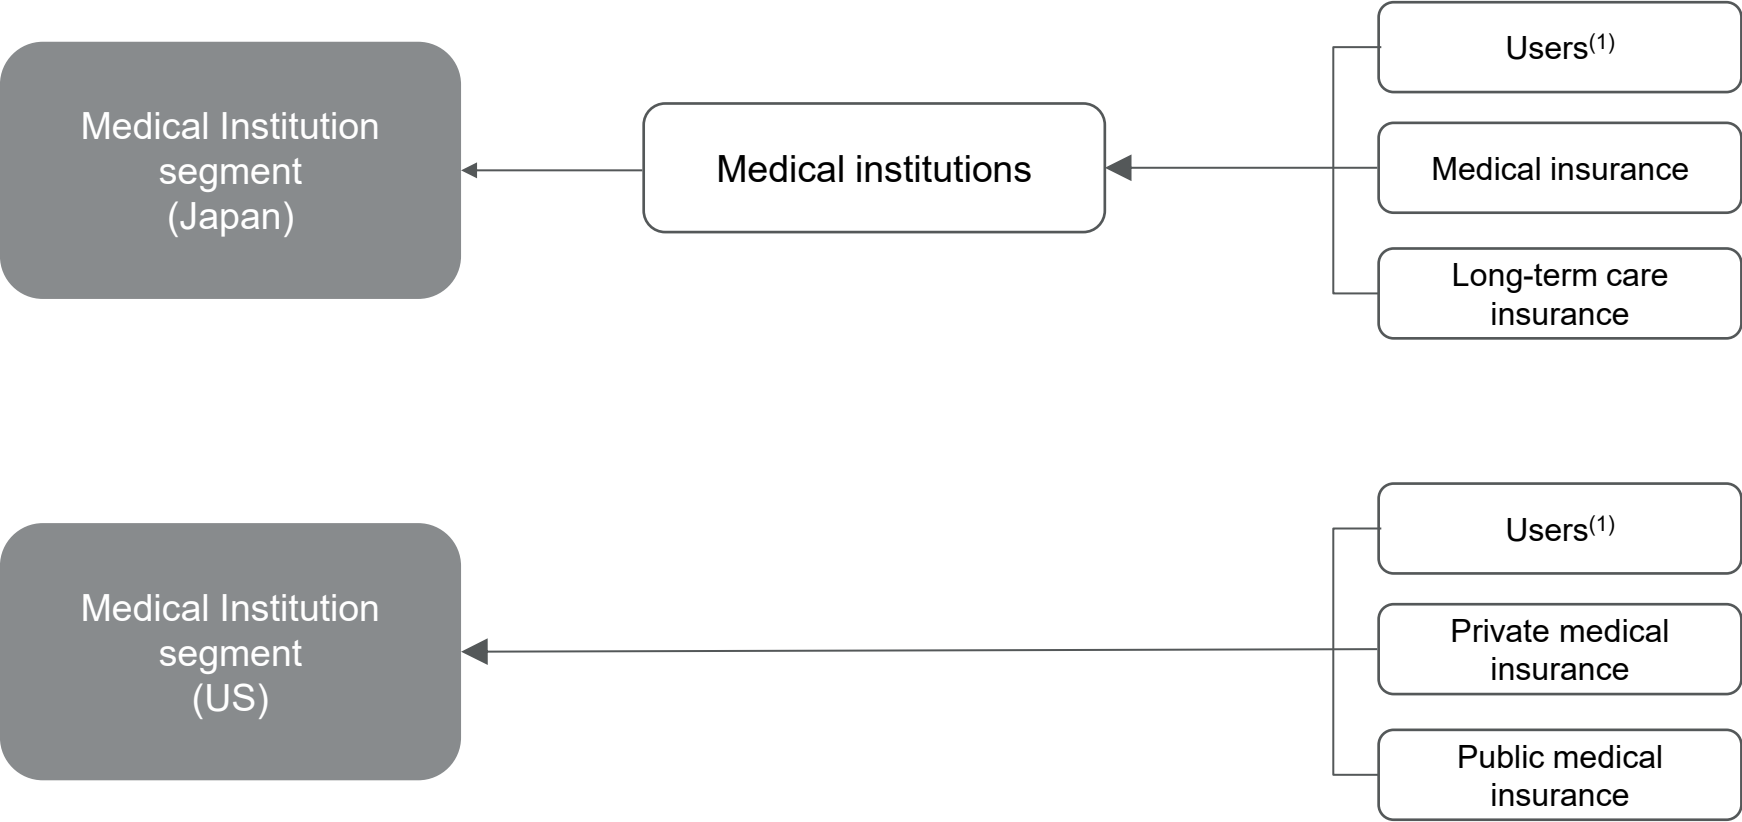 Medical Institution
segment
(Japan)
Medical institutions
Users(1)
Medical insurance
Long-term care
insurance
Medical Institution
segment
(US)
Users(1)
Private medical
insurance
Public medical
insurance